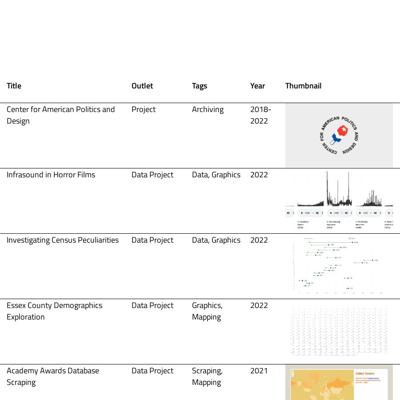 Title Outlet Tags Year Thumbnail
Center for American Politics and Design Project Archiving 2018-2022
CENTER FOR AMERICAN POLITICS AND DESIGN
Infrasound in Horror Films Data Project Data, Graphics 2022
Investigating Census Peculiarities Data Project Data, Graphics 2022
Essex County Demographics Exploration Data Project Graphics, Mapping 2022
Academy Awards Database Scraping Data Project Scraping, Mapping 2021